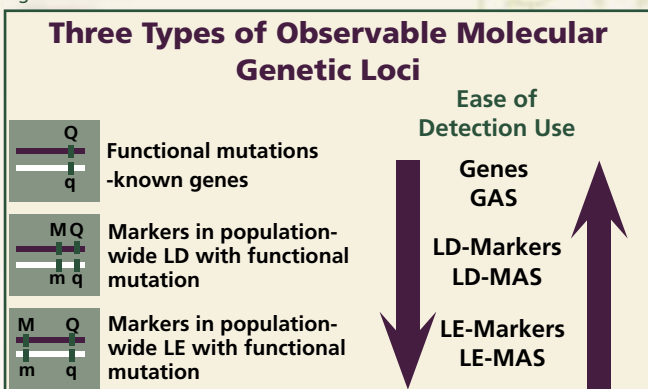 Three Types of Observable Molecular
Genetic Loci
Ease of
Detection Use
Q
q
Functional mutations
-known genes
Genes
GAS
M Q
m q
Markers in population-
wide LD with functional
mutation
LD-Markers
LD-MAS
M Q
m q
Markers in population-
wide LE with functional
mutation
LE-Markers
LE-MAS